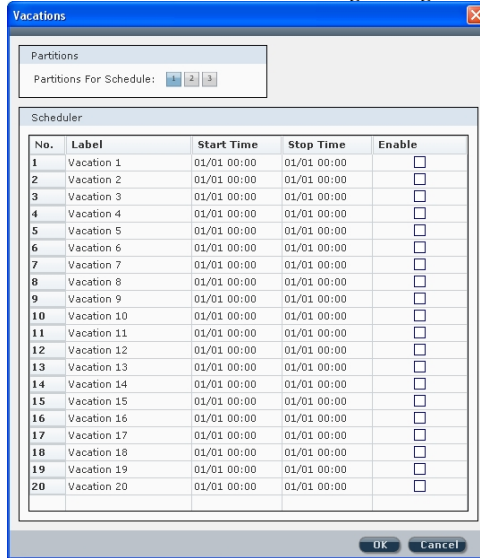 Vacations
Partitions
Partitions For Schedule: 1 2 3
Scheduler
No. Label Start Time Stop Time Enable
1 Vacation 1 01/01 00:00 01/01 00:00
2 Vacation 2 01/01 00:00 01/01 00:00
3 Vacation 3 01/01 00:00 01/01 00:00
4 Vacation 4 01/01 00:00 01/01 00:00
5 Vacation 5 01/01 00:00 01/01 00:00
6 Vacation 6 01/01 00:00 01/01 00:00
7 Vacation 7 01/01 00:00 01/01 00:00
8 Vacation 8 01/01 00:00 01/01 00:00
9 Vacation 9 01/01 00:00 01/01 00:00
10 Vacation 10 01/01 00:00 01/01 00:00
11 Vacation 11 01/01 00:00 01/01 00:00
12 Vacation 12 01/01 00:00 01/01 00:00
13 Vacation 13 01/01 00:00 01/01 00:00
14 Vacation 14 01/01 00:00 01/01 00:00
15 Vacation 15 01/01 00:00 01/01 00:00
16 Vacation 16 01/01 00:00 01/01 00:00
17 Vacation 17 01/01 00:00 01/01 00:00
18 Vacation 18 01/01 00:00 01/01 00:00
19 Vacation 19 01/01 00:00 01/01 00:00
20 Vacation 20 01/01 00:00 01/01 00:00
OK Cancel